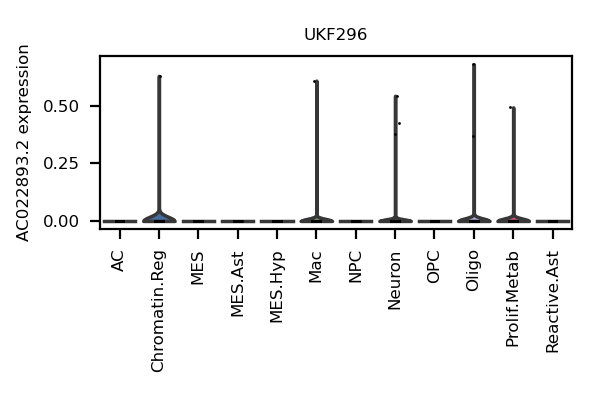 UKF296
AC022893.2 expression
0.50
0.25
0.00
AC
Chromatin.Reg
MES
MES.Ast
MES.Hyp
Mac
NPC
Neuron
OPC
Oligo
Prolif.Metab
Reactive.Ast